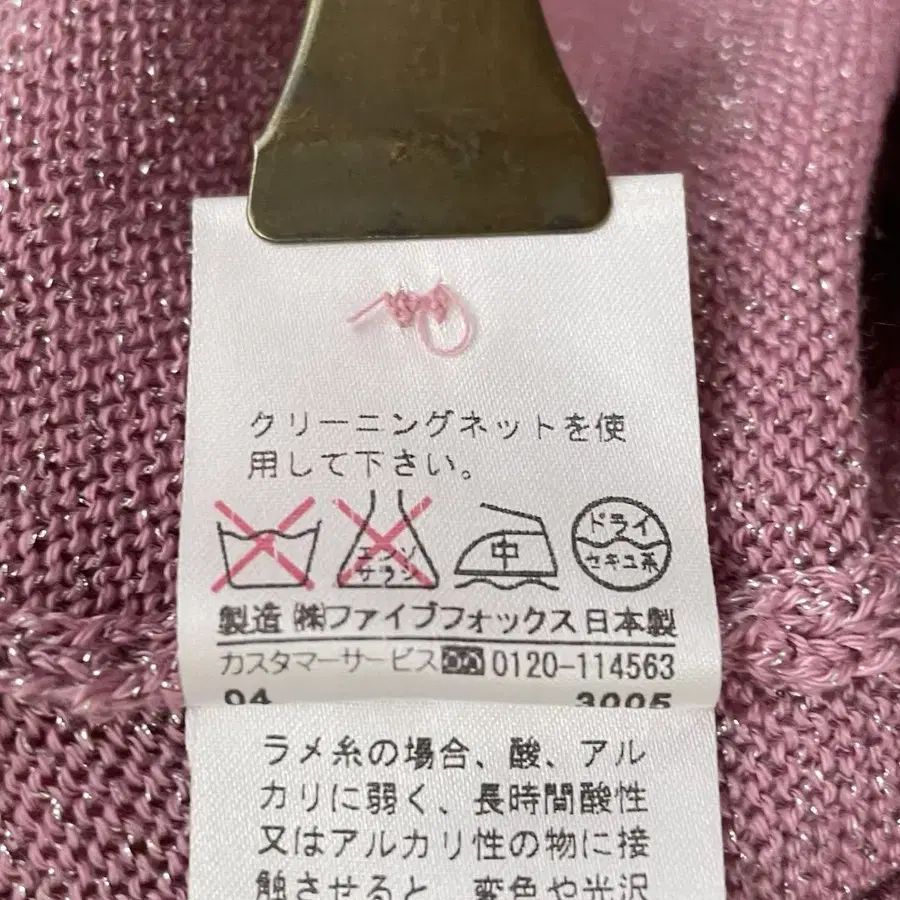 クリーニングネットを使
用して下さい。
エンソ
サラシ
中
ドライ
セキユ系
製造 ㈱ファイブフォックス 日本製
カスタマーサービス 0120-114563
04 3005
ラメ糸の場合、酸、アル
カリに弱く、長時間酸性
又はアルカリ性の物に接
触させると、変色や光沢